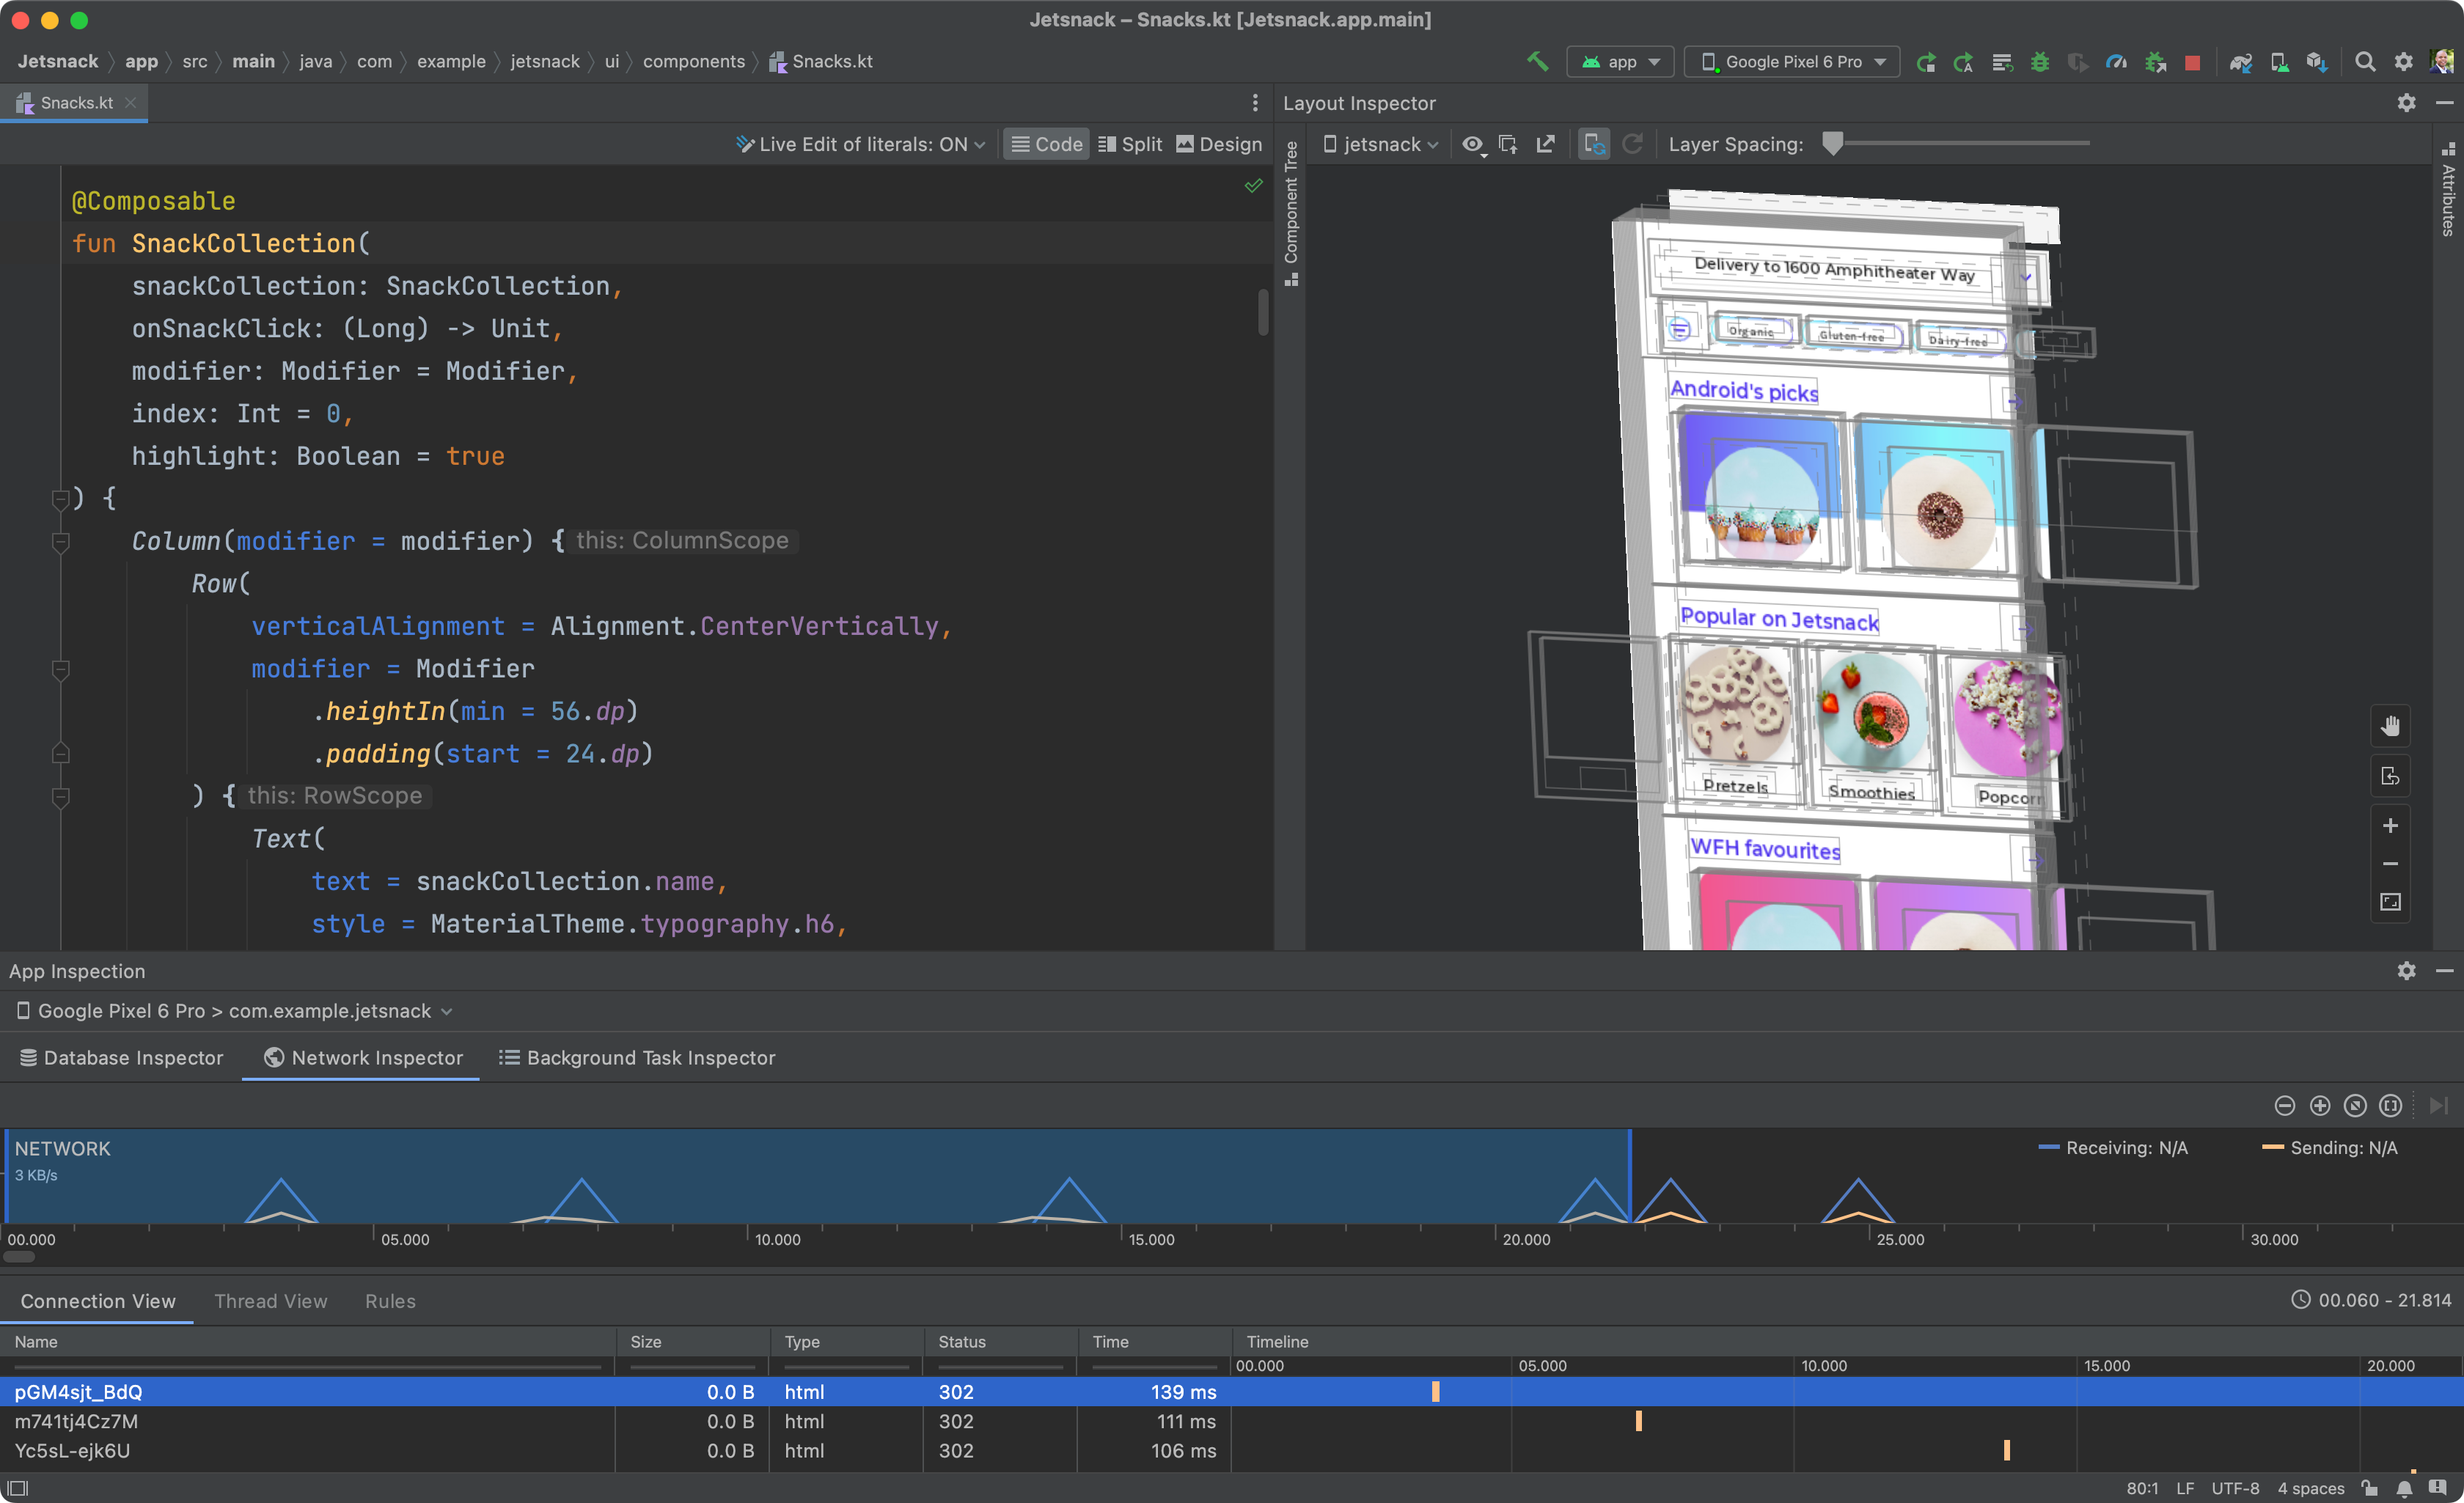 Jetsnack – Snacks.kt [Jetsnack.app.main]
Jetsnack app src main java com example jetsnack ui components Snacks.kt
app Google Pixel 6 Pro
Snacks.kt
Layout Inspector
Live Edit of literals: ON Code Split Design
jetsnack Layer Spacing:
Component Tree
Attributes
@Composable
fun SnackCollection(
snackCollection: SnackCollection,
onSnackClick: (Long) -> Unit,
modifier: Modifier = Modifier,
index: Int = 0,
highlight: Boolean = true
) {
Column(modifier = modifier) { this: ColumnScope
Row(
verticalAlignment = Alignment.CenterVertically,
modifier = Modifier
.heightIn(min = 56.dp)
.padding(start = 24.dp)
) { this: RowScope
Text(
text = snackCollection.name,
style = MaterialTheme.typography.h6,
Delivery to 1600 Amphitheater Way
Organic Gluten-free Dairy-free
Android's picks
Popular on Jetsnack
Pretzels Smoothies Popcorn
WFH favourites
App Inspection
Google Pixel 6 Pro > com.example.jetsnack
Database Inspector Network Inspector Background Task Inspector
NETWORK
3 KB/s
Receiving: N/A Sending: N/A
00.000 05.000 10.000 15.000 20.000 25.000 30.000
Connection View Thread View Rules
00.060 - 21.814
Name Size Type Status Time Timeline
00.000 05.000 10.000 15.000 20.000
pGM4sjt_BdQ 0.0 B html 302 139 ms
m741tj4Cz7M 0.0 B html 302 111 ms
Yc5sL-ejk6U 0.0 B html 302 106 ms
80:1 LF UTF-8 4 spaces